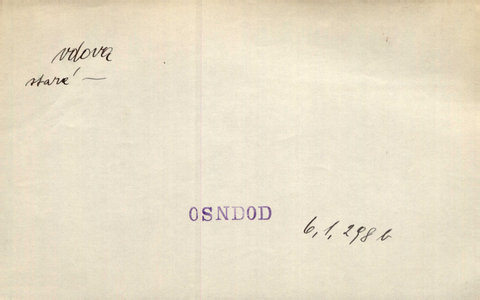 vdova
staré —
OSNDOD
6,1,298 b